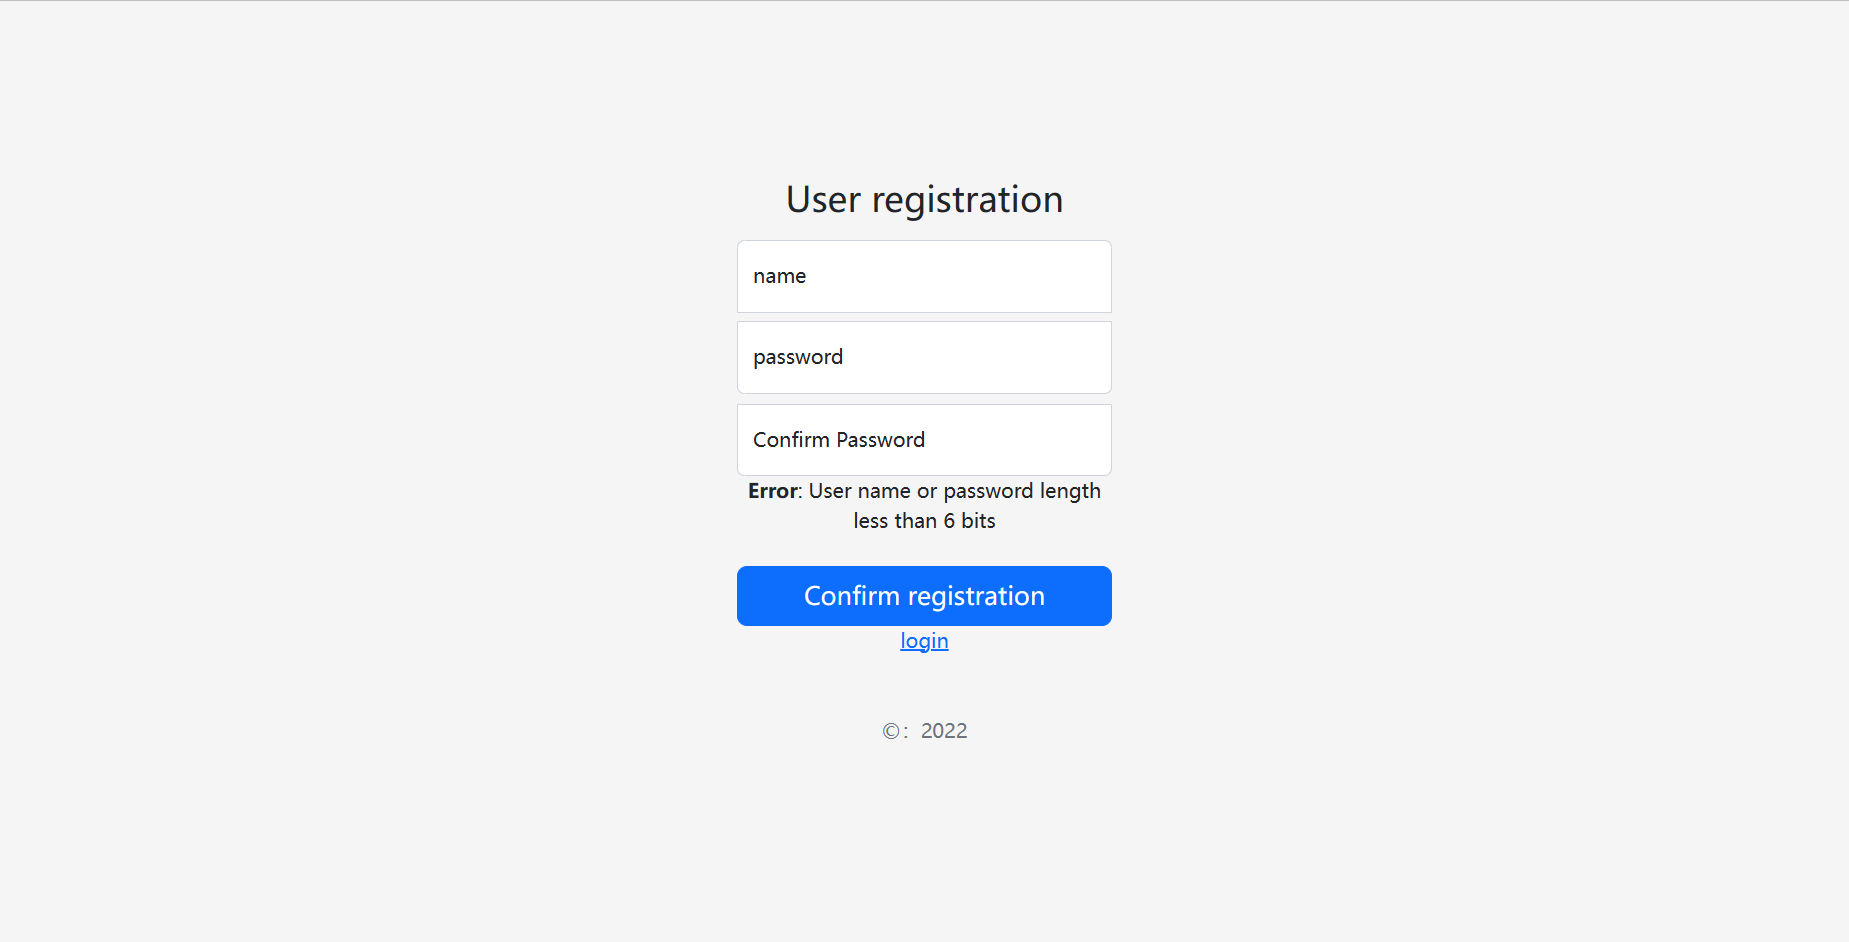 User registration
name
password
Confirm Password
Error: User name or password length
less than 6 bits
Confirm registration
login
©：2022